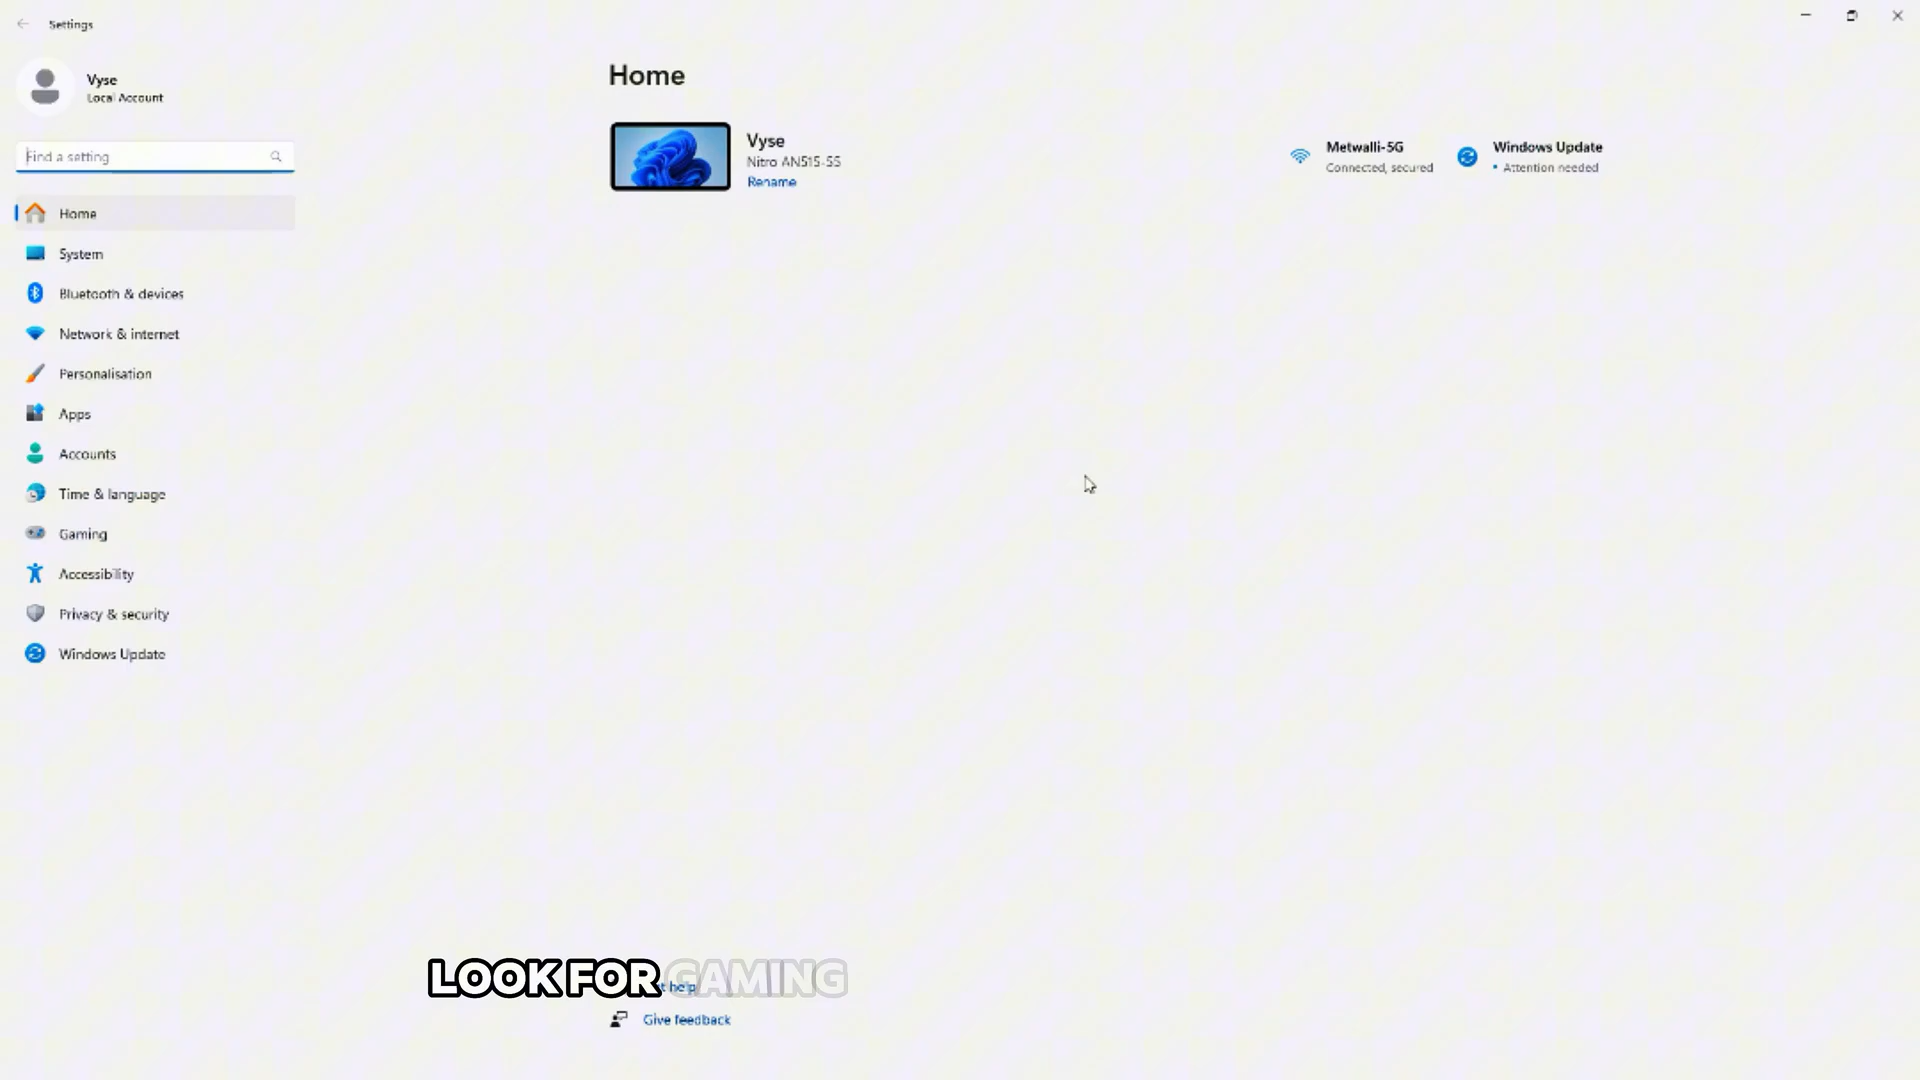 Settings
Vyse
Local Account
Find a setting
Home
System
Bluetooth & devices
Network & internet
Personalisation
Apps
Accounts
Time & language
Gaming
Accessibility
Privacy & security
Windows Update
Home
Vyse
Nitro AN515-55
Rename
Metwalli-5G
Connected, secured
Windows Update
• Attention needed
LOOK FOR GAMING
help
Give feedback